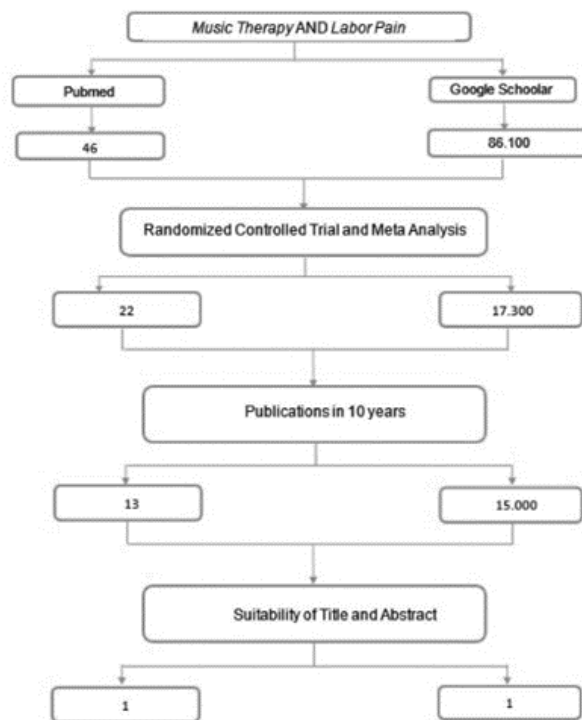 Music Therapy AND Labor Pain
Pubmed
Google Schoolar
46
86.100
Randomized Controlled Trial and Meta Analysis
22
17.300
Publications in 10 years
13
15.000
Suitability of Title and Abstract
1
1